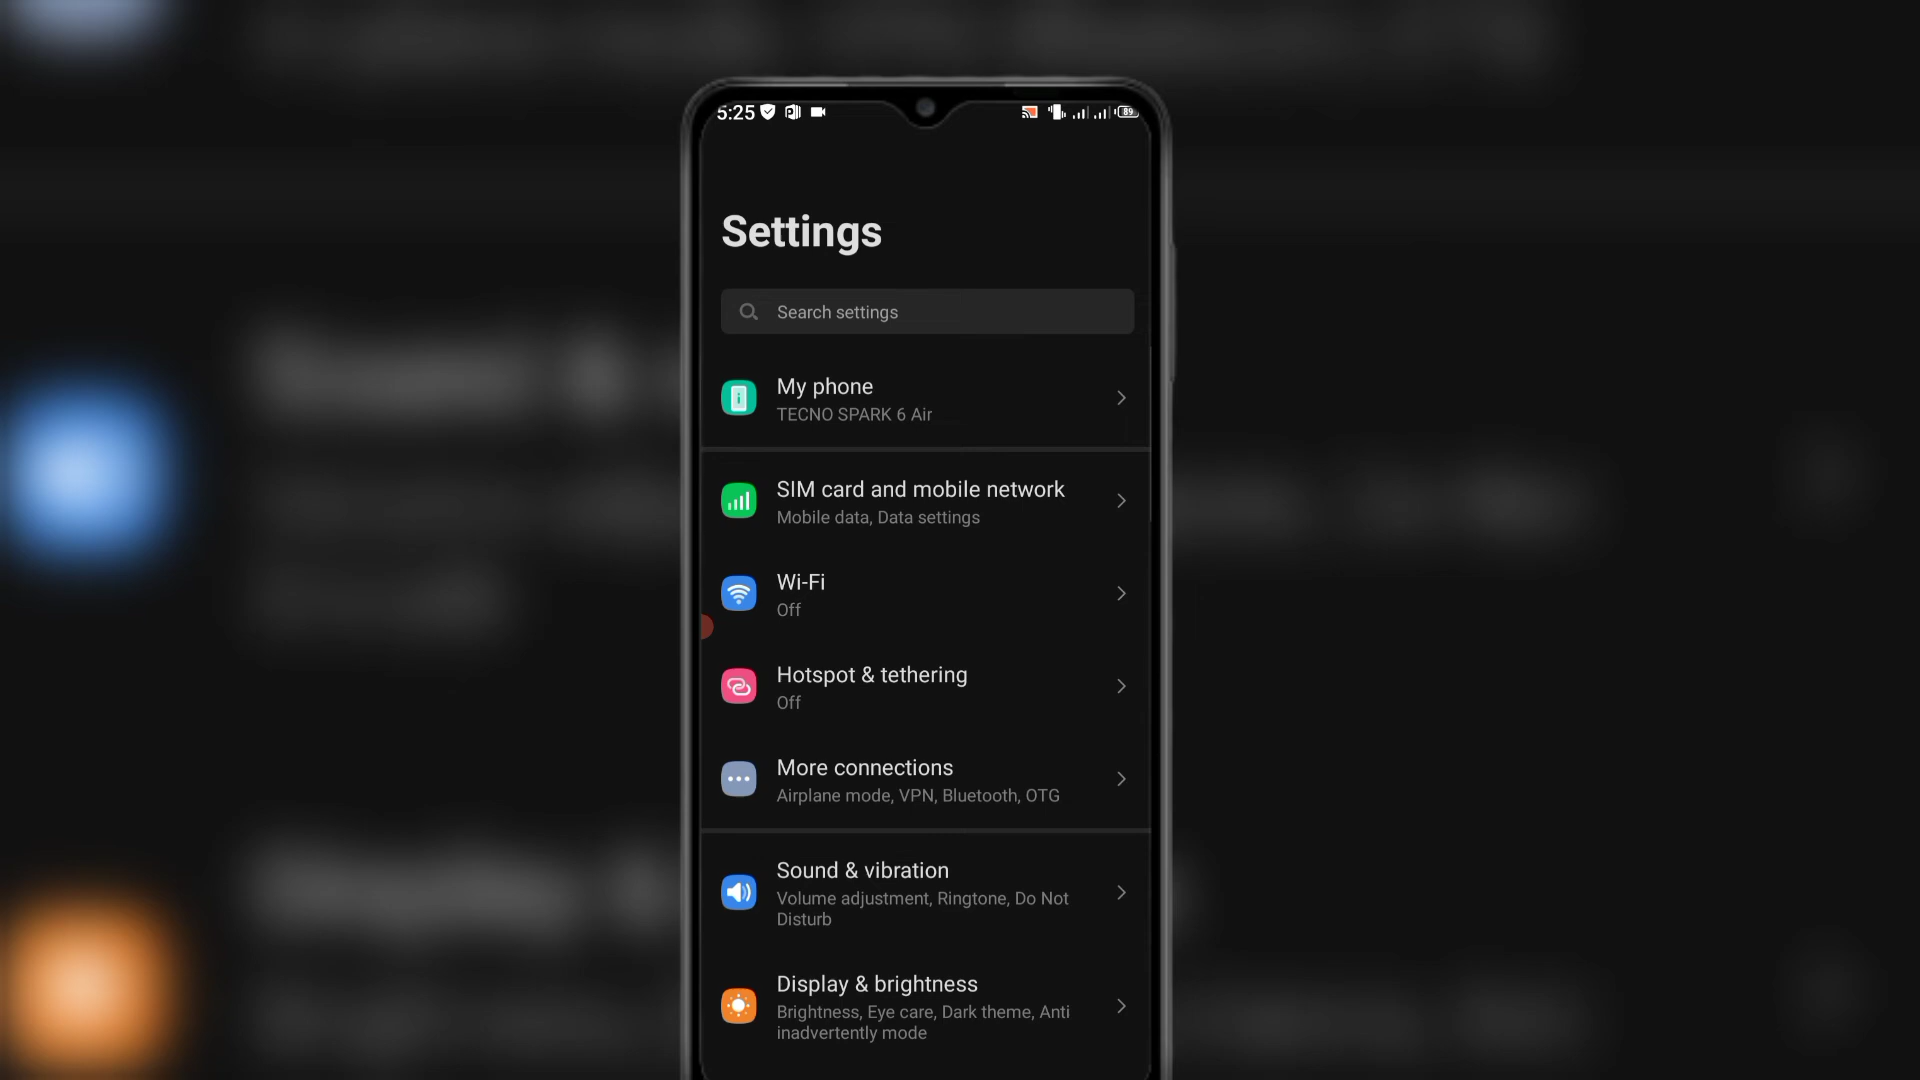 5:25
89
Settings
Search settings
My phone
TECNO SPARK 6 Air
SIM card and mobile network
Mobile data, Data settings
Wi-Fi
Off
Hotspot & tethering
Off
More connections
Airplane mode, VPN, Bluetooth, OTG
Sound & vibration
Volume adjustment, Ringtone, Do Not
Disturb
Display & brightness
Brightness, Eye care, Dark theme, Anti
inadvertently mode